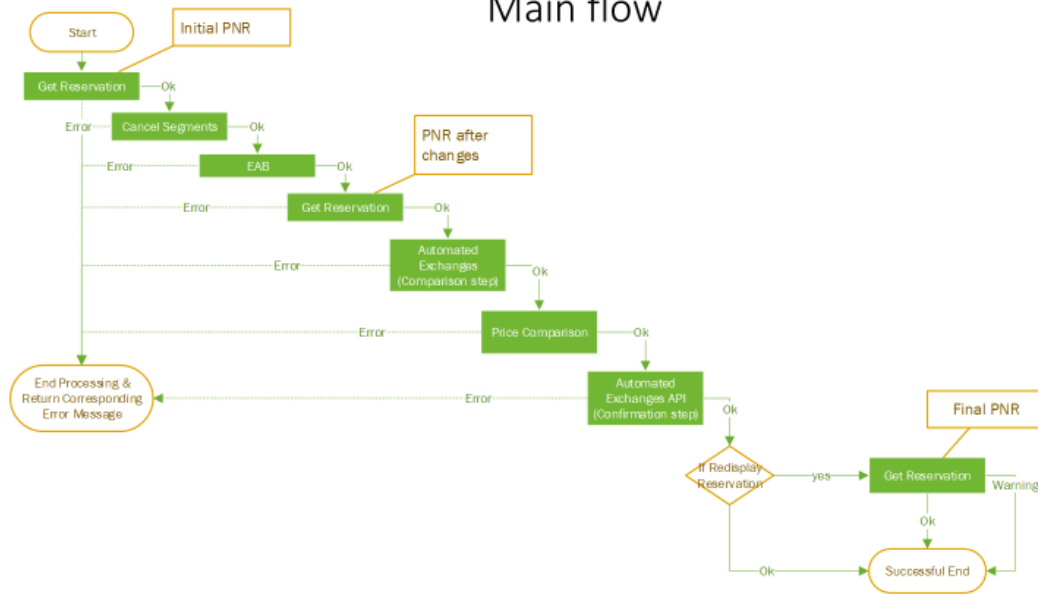 Main flow
Start
Initial PNR
Get Reservation
Ok
Error
Cancel Segments
Ok
PNR after
changes
Error
EAB
Ok
Error
Get Reservation
Ok
Automated
Exchanges
(Comparison step)
Error
Ok
Error
Price Comparison
Ok
End Processing &
Return Corresponding
Error Message
Error
Automated
Exchanges API
(Confirmation step)
Ok
Final PNR
If Redisplay
Reservation
yes
Get Reservation
Warning
Ok
Ok
Successful End